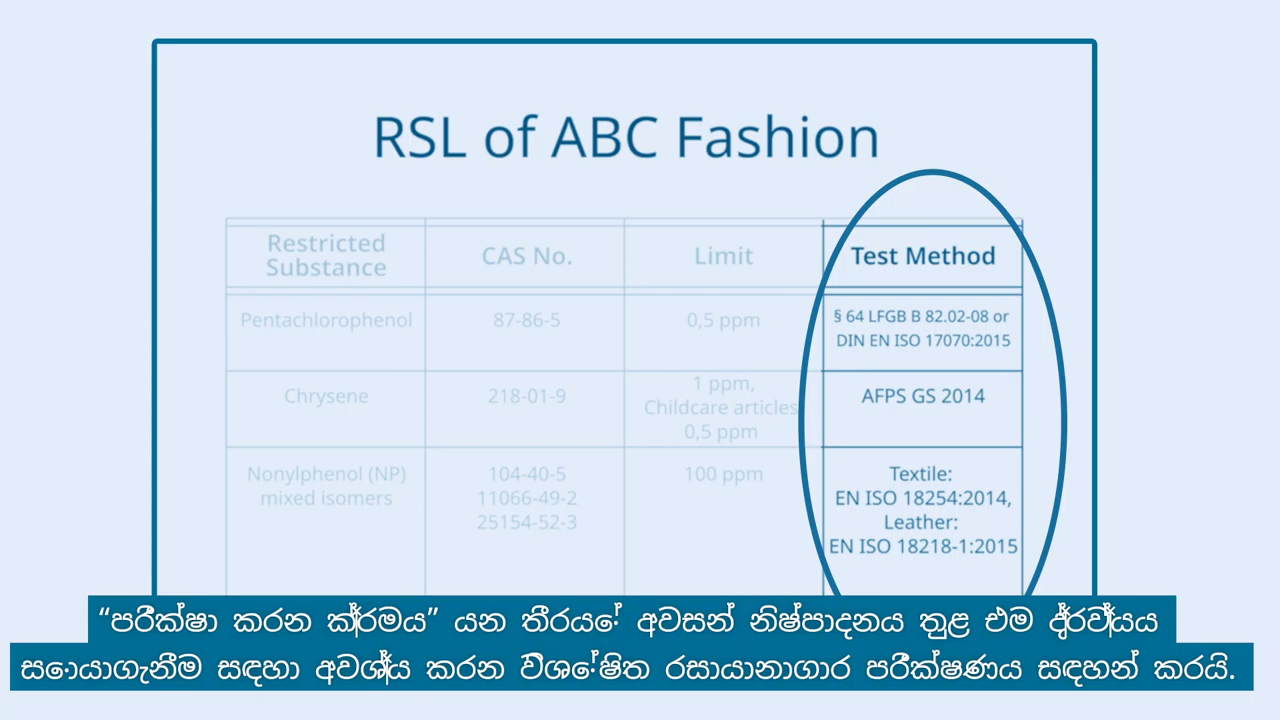 RSL of ABC Fashion
Restricted Substance
CAS No.
Limit
Test Method
Pentachlorophenol
87-86-5
0,5 ppm
§ 64 LFGB B 82.02-08 or
DIN EN ISO 17070:2015
Chrysene
218-01-9
1 ppm,
Childcare articles
0,5 ppm
AFPS GS 2014
Nonylphenol (NP)
mixed isomers
104-40-5
11066-49-2
25154-52-3
100 ppm
Textile:
EN ISO 18254:2014,
Leather:
EN ISO 18218-1:2015
“පරීක්ෂා කරන ක්‍රමය” යන තීරයේ අවසන් නිෂ්පාදනය තුළ එම ද්‍රව්‍යය
සොයාගැනීම සඳහා අවශ්‍ය කරන විශේෂිත රසායානාගාර පරීක්ෂණය සඳහන් කරයි.